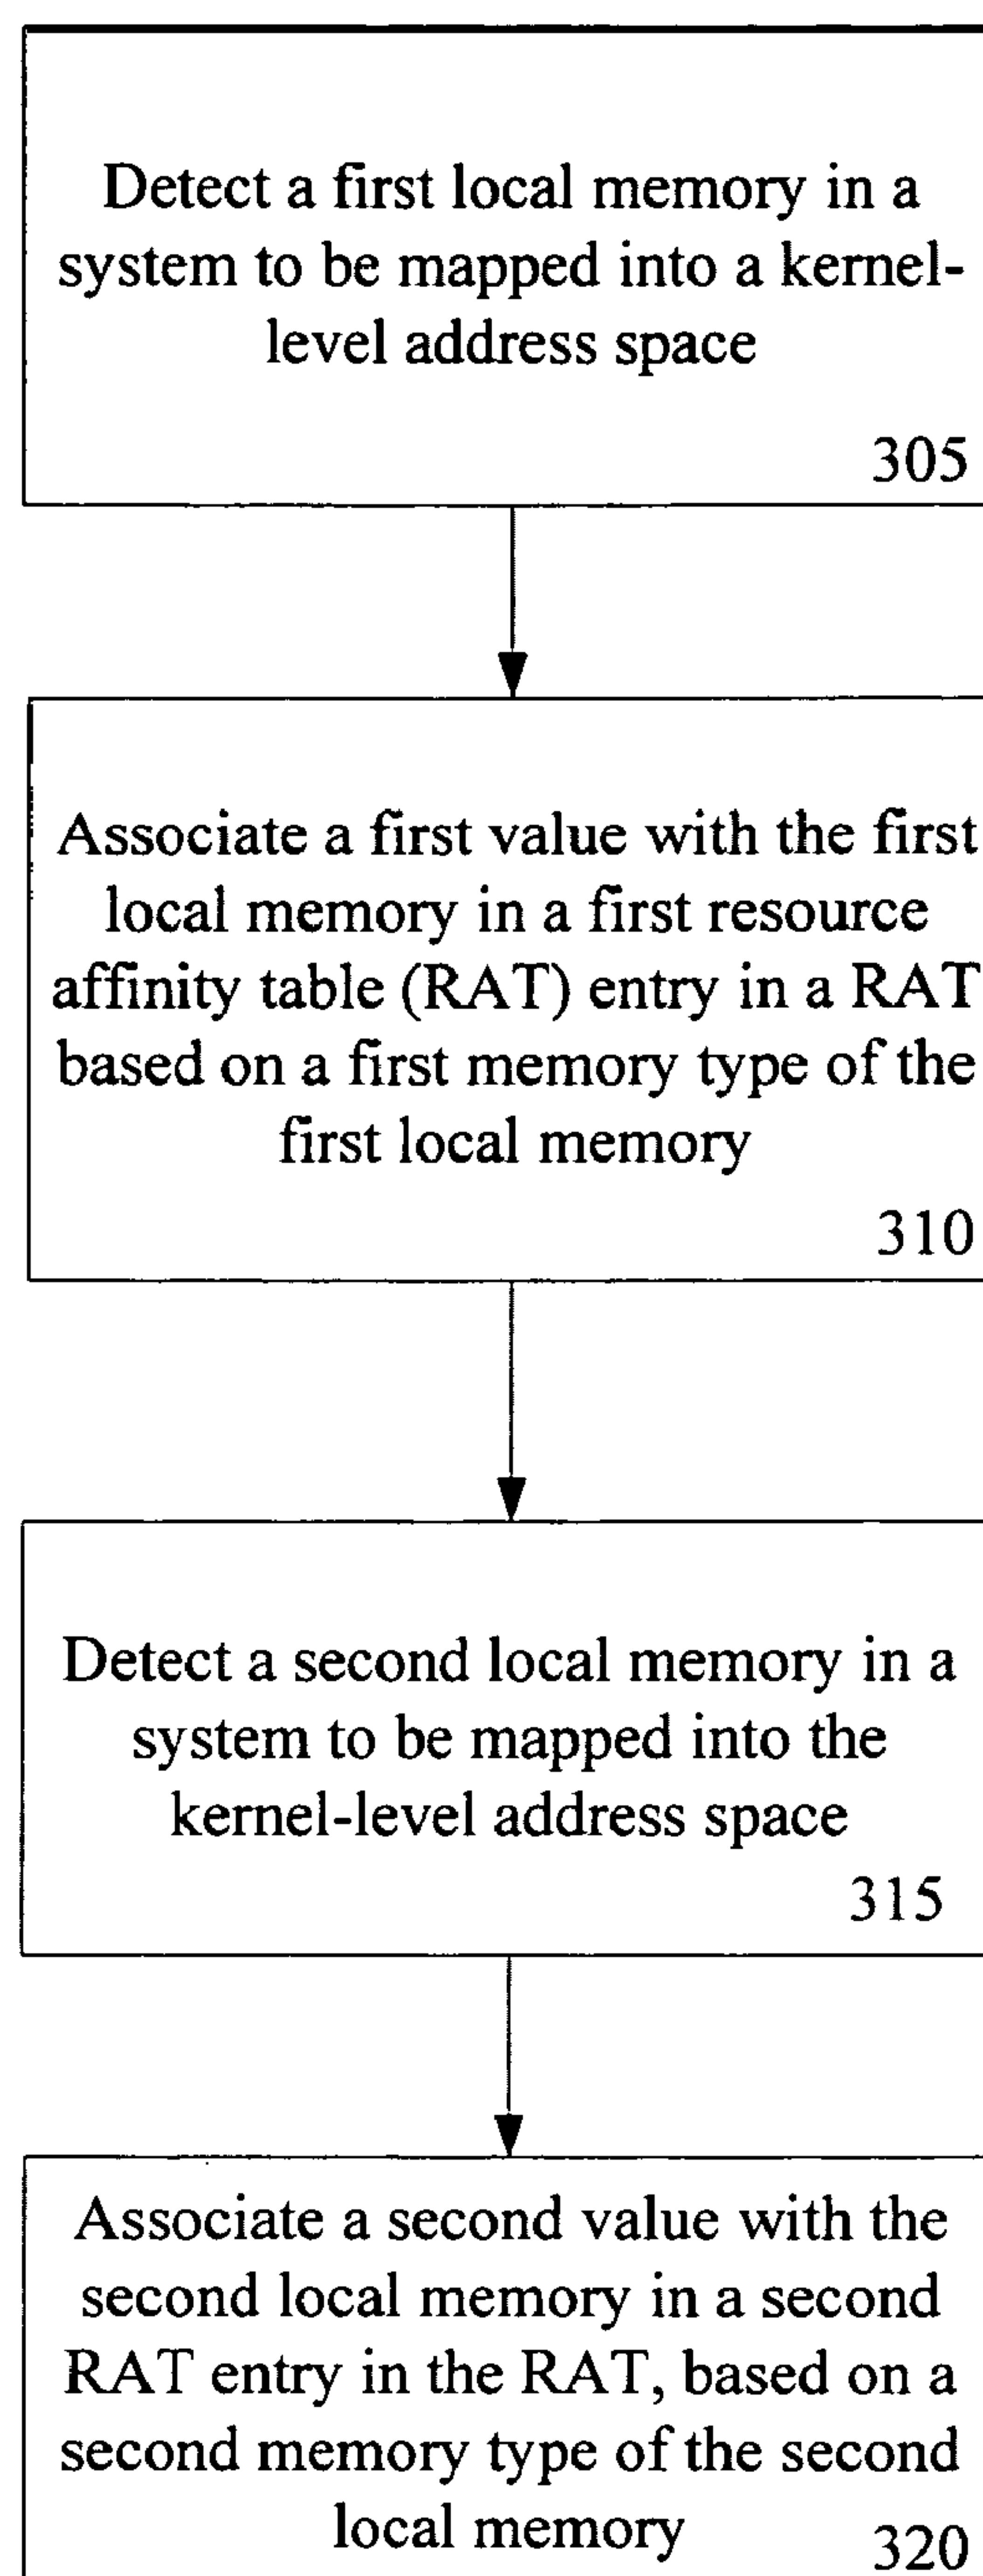 Detect a first local memory in a
system to be mapped into a kernel-
level address space
305
Associate a first value with the first
local memory in a first resource
affinity table (RAT) entry in a RAT
based on a first memory type of the
first local memory
310
Detect a second local memory in a
system to be mapped into the
kernel-level address space
315
Associate a second value with the
second local memory in a second
RAT entry in the RAT, based on a
second memory type of the second
local memory
320